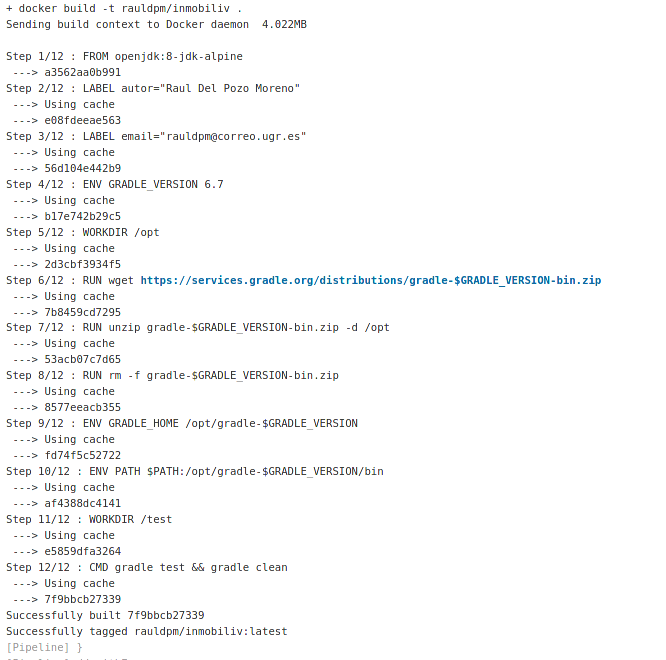 + docker build -t rauldpm/inmobiliv .
Sending build context to Docker daemon  4.022MB
Step 1/12 : FROM openjdk:8-jdk-alpine
 ---> a3562aa0b991
Step 2/12 : LABEL autor="Raul Del Pozo Moreno"
 ---> Using cache
 ---> e08fdeeae563
Step 3/12 : LABEL email="rauldpm@correo.ugr.es"
 ---> Using cache
 ---> 56d104e442b9
Step 4/12 : ENV GRADLE_VERSION 6.7
 ---> Using cache
 ---> b17e742b29c5
Step 5/12 : WORKDIR /opt
 ---> Using cache
 ---> 2d3cbf3934f5
Step 6/12 : RUN wget https://services.gradle.org/distributions/gradle-$GRADLE_VERSION-bin.zip
 ---> Using cache
 ---> 7b8459cd7295
Step 7/12 : RUN unzip gradle-$GRADLE_VERSION-bin.zip -d /opt
 ---> Using cache
 ---> 53acb07c7d65
Step 8/12 : RUN rm -f gradle-$GRADLE_VERSION-bin.zip
 ---> Using cache
 ---> 8577eeacb355
Step 9/12 : ENV GRADLE_HOME /opt/gradle-$GRADLE_VERSION
 ---> Using cache
 ---> fd74f5c52722
Step 10/12 : ENV PATH $PATH:/opt/gradle-$GRADLE_VERSION/bin
 ---> Using cache
 ---> af4388dc4141
Step 11/12 : WORKDIR /test
 ---> Using cache
 ---> e5859dfa3264
Step 12/12 : CMD gradle test && gradle clean
 ---> Using cache
 ---> 7f9bbcb27339
Successfully built 7f9bbcb27339
Successfully tagged rauldpm/inmobiliv:latest
[Pipeline] }